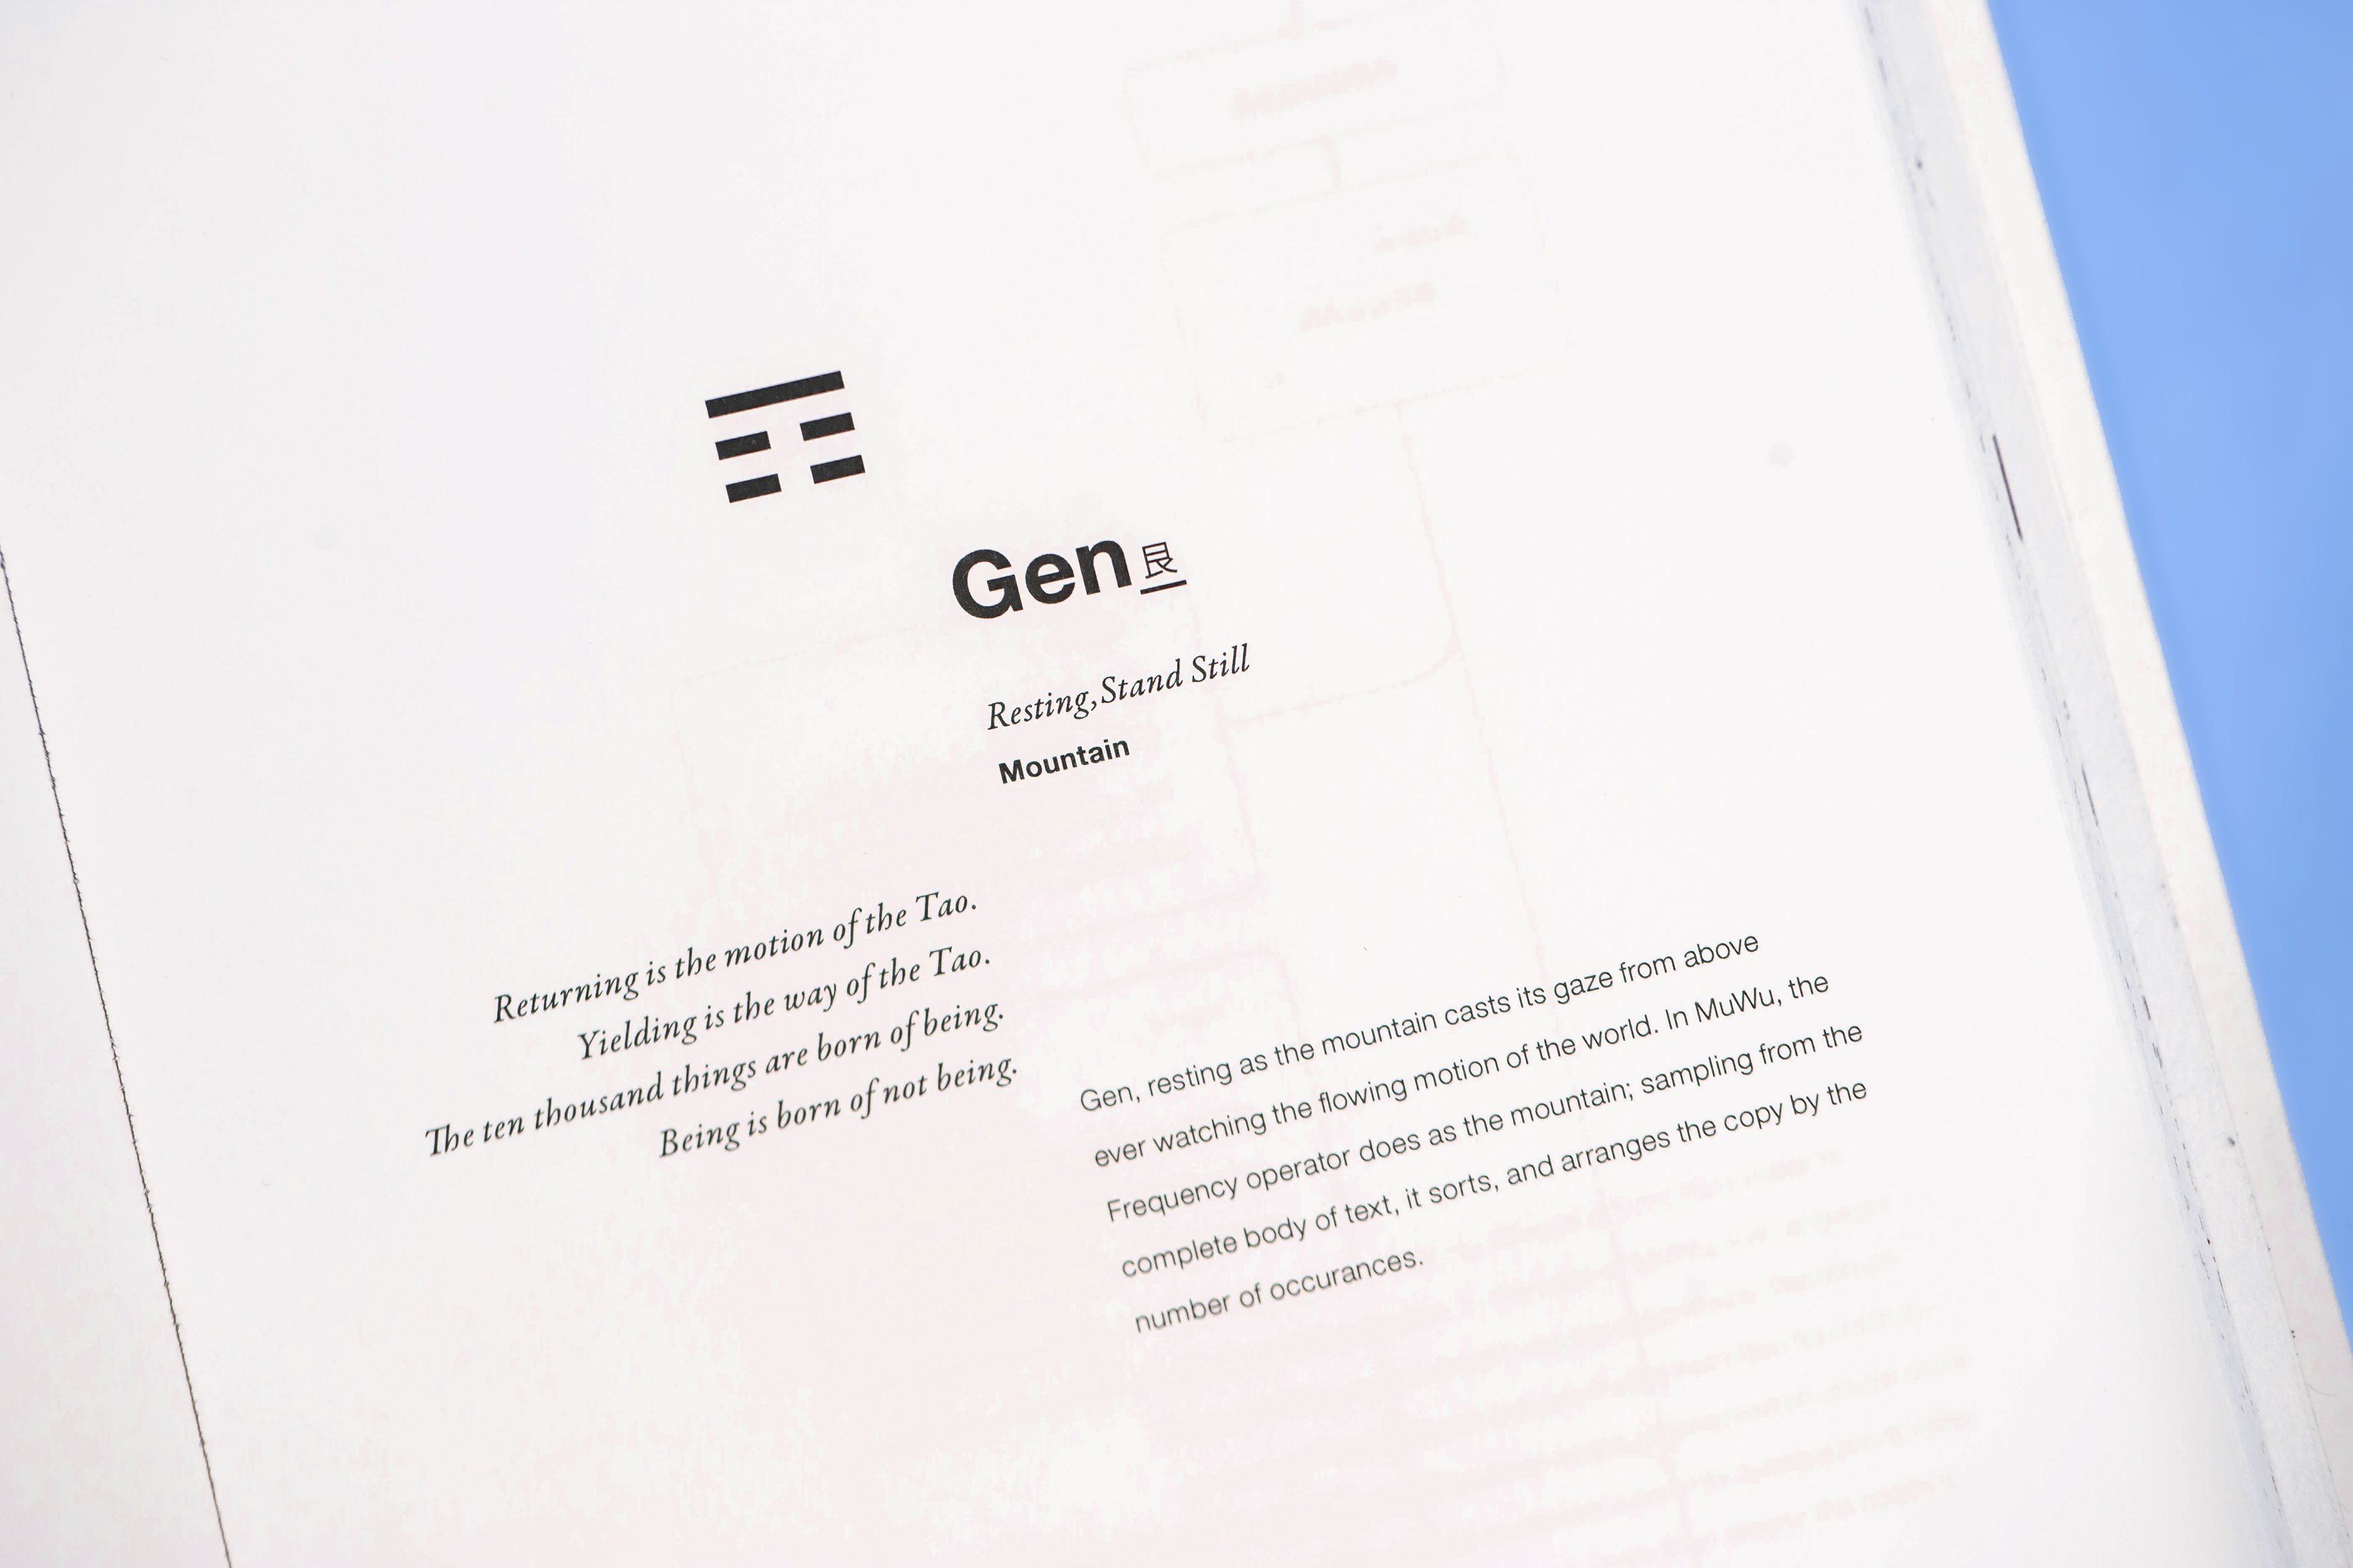 Gen艮
Resting, Stand Still
Mountain
Returning is the motion of the Tao.
Yielding is the way of the Tao.
The ten thousand things are born of being.
Being is born of not being.
Gen, resting as the mountain casts its gaze from above
ever watching the flowing motion of the world. In MuWu, the
Frequency operator does as the mountain; sampling from the
complete body of text, it sorts, and arranges the copy by the
number of occurances.